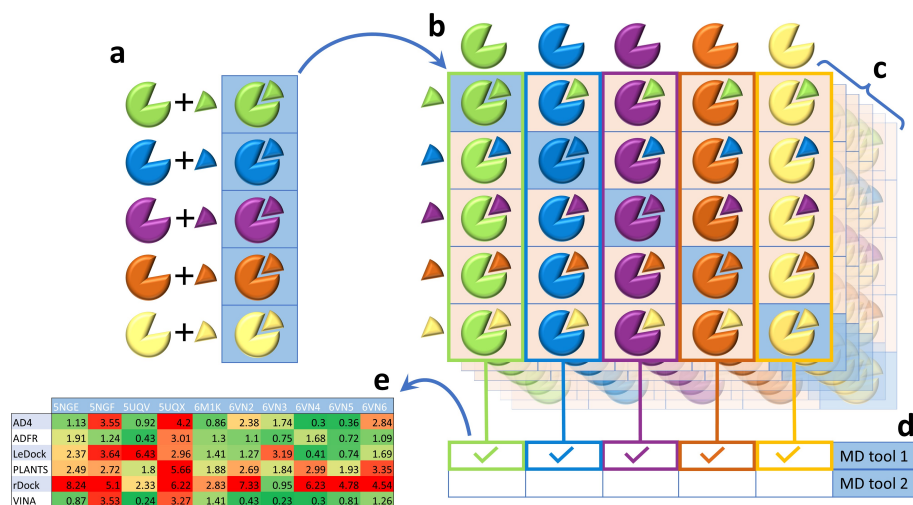 a
b
c
d
MD tool 1
MD tool 2
e
5NGE 5NGF 5UQV 5UQX 6M1K 6VN2 6VN3 6VN4 6VN5 6VN6
AD4 1.13 3.55 0.92 4.2 0.86 2.38 1.74 0.3 0.36 2.84
ADFR 1.91 1.24 0.43 3.01 1.3 1.1 0.75 1.68 0.72 1.09
LeDock 2.37 3.64 6.43 2.96 1.41 1.27 3.19 0.41 0.74 1.69
PLANTS 2.49 2.72 1.8 5.66 1.88 2.69 1.84 2.99 1.93 3.35
rDock 8.24 5.1 2.33 6.22 2.83 7.33 0.95 6.23 4.78 4.54
VINA 0.87 3.53 0.24 3.27 1.41 0.43 0.23 0.3 0.81 1.26